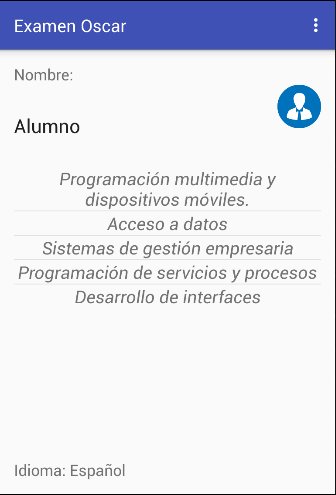 Examen Oscar
Nombre:
Alumno
Programación multimedia y
dispositivos móviles.
Acceso a datos
Sistemas de gestión empresaria
Programación de servicios y procesos
Desarrollo de interfaces
Idioma: Español